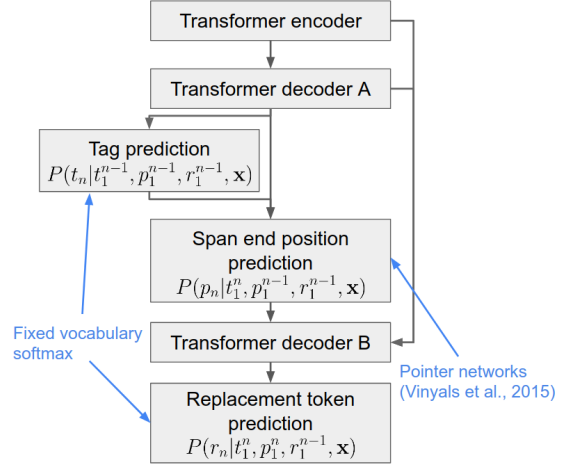 Transformer encoder
Transformer decoder A
Tag prediction
P(t_n|t_1^{n-1}, p_1^{n-1}, r_1^{n-1}, x)
Span end position
prediction
P(p_n|t_1^n, p_1^{n-1}, r_1^{n-1}, x)
Fixed vocabulary
softmax
Transformer decoder B
Pointer networks
(Vinyals et al., 2015)
Replacement token
prediction
P(r_n|t_1^n, p_1^n, r_1^{n-1}, x)